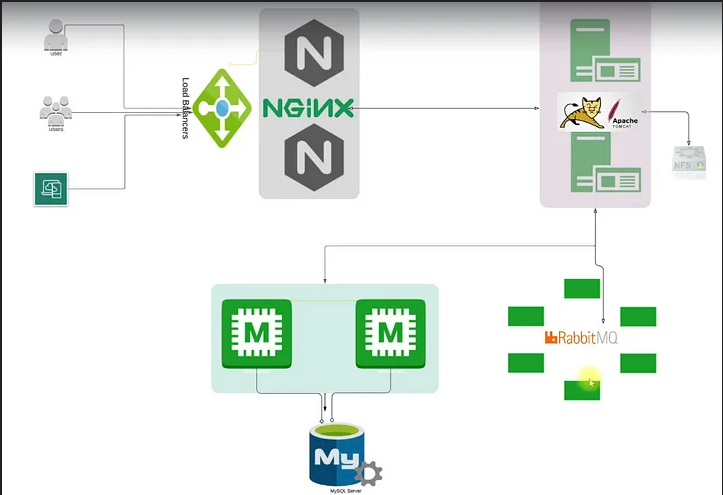 user
users
Load Balancers
N
NGINX
N
Apache
TOMCAT
NFS
M
M
RabbitMQ
My
MySQL Server